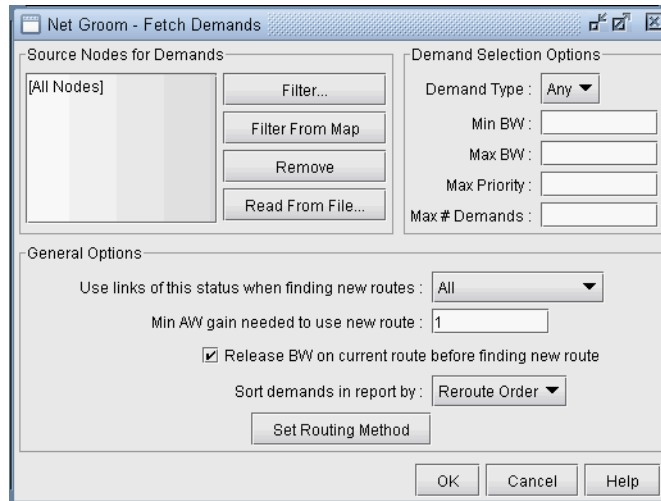 Net Groom - Fetch Demands
Source Nodes for Demands
[All Nodes]
Filter...
Filter From Map
Remove
Read From File...
Demand Selection Options
Demand Type : Any
Min BW :
Max BW :
Max Priority :
Max # Demands :
General Options
Use links of this status when finding new routes : All
Min AW gain needed to use new route : 1
Release BW on current route before finding new route
Sort demands in report by : Reroute Order
Set Routing Method
OK Cancel Help